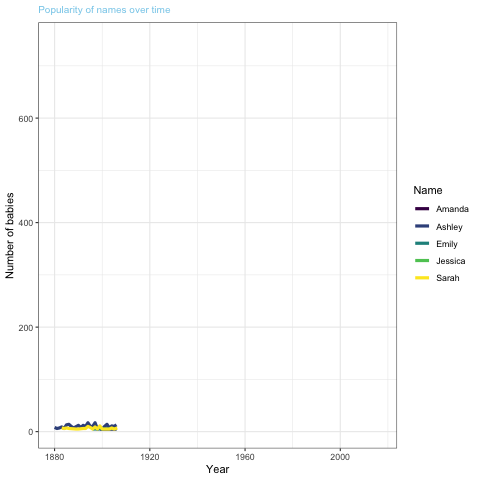 Popularity of names over time
Number of babies
600
400
200
0
1880
1920
1960
2000
Year
Name
Amanda
Ashley
Emily
Jessica
Sarah